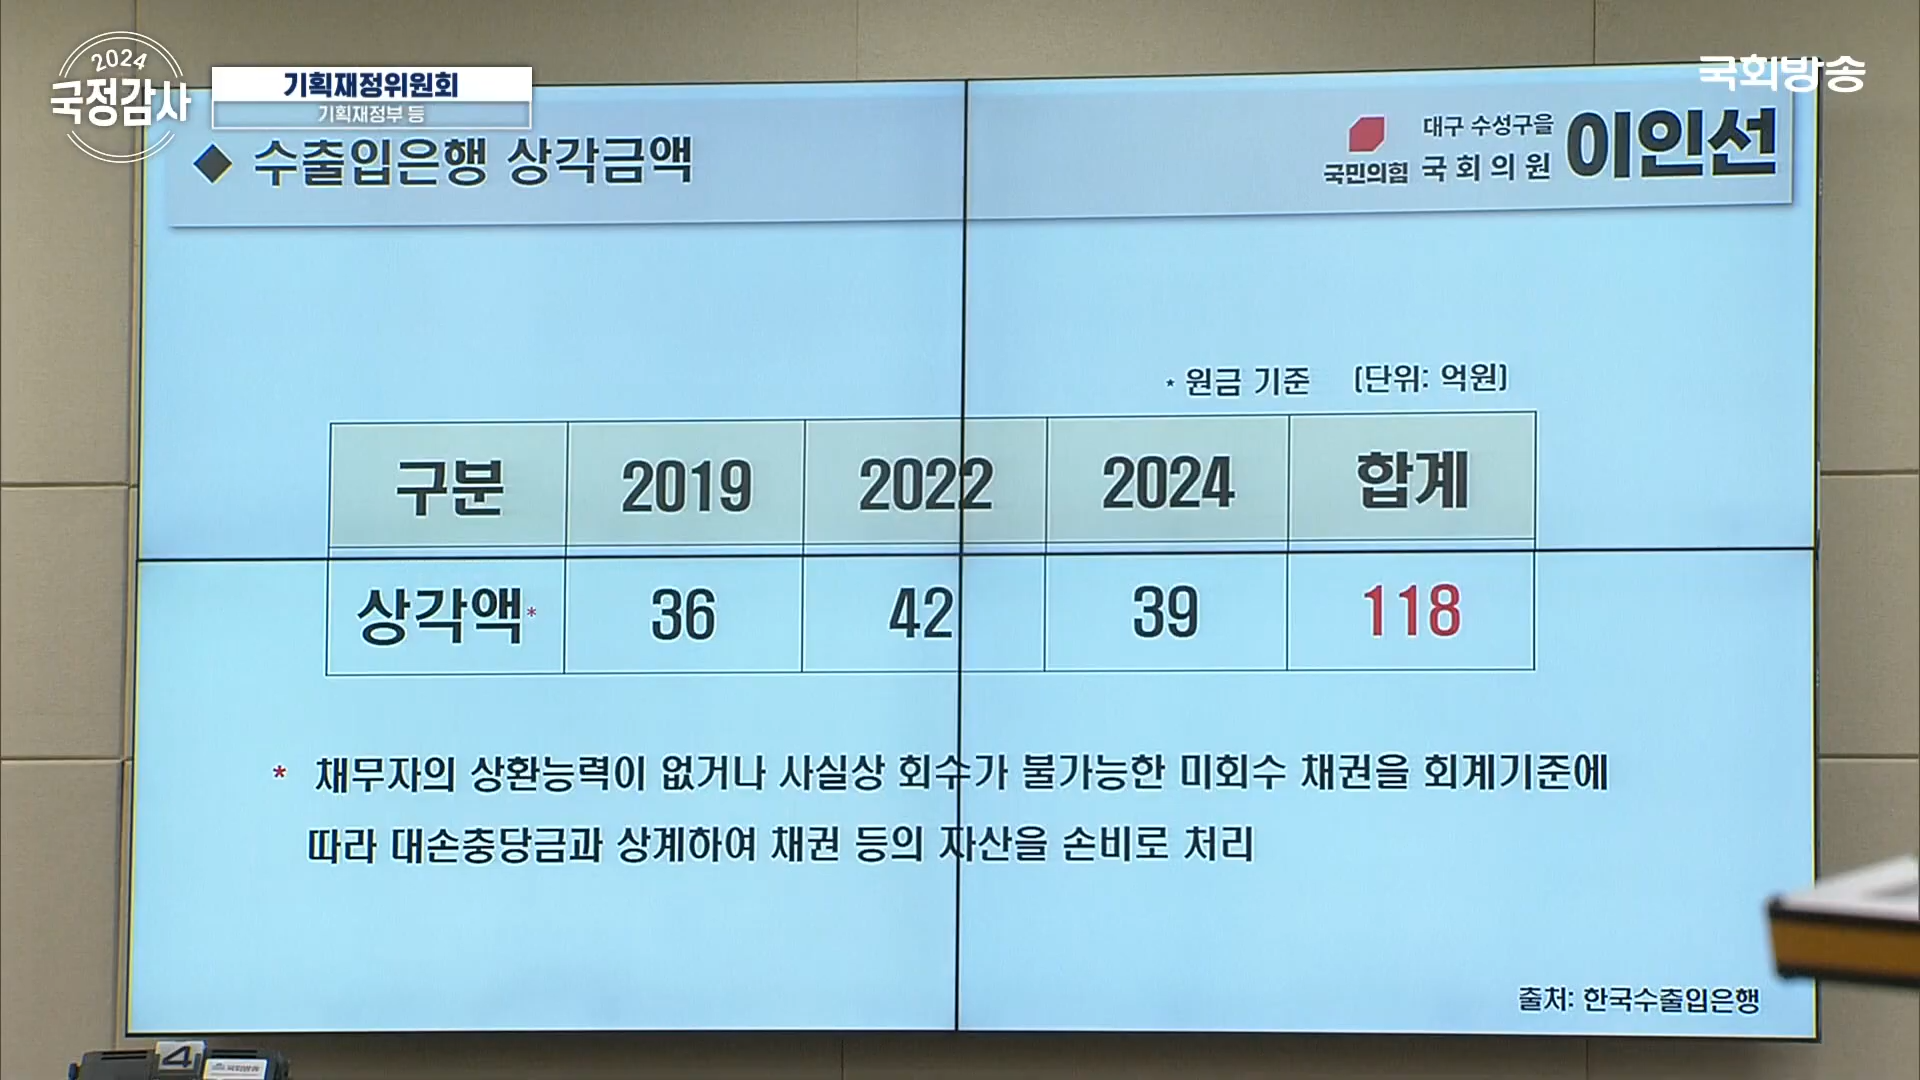 2024
국정감사
기획재정위원회
기획재정부 등
국회방송
◆ 수출입은행 상각금액
국민의힘
대구 수성구을
국회의원
이인선
* 원금 기준 (단위: 억원)
구분 2019 2022 2024 합계
상각액* 36 42 39 118
* 채무자의 상환능력이 없거나 사실상 회수가 불가능한 미회수 채권을 회계기준에
따라 대손충당금과 상계하여 채권 등의 자산을 손비로 처리
출처: 한국수출입은행
4
국회방송